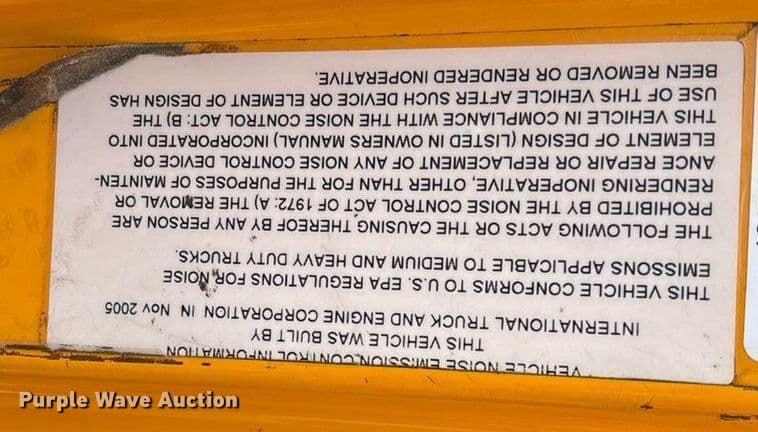 VEHICLE NOISE EMISSION CONTROL INFORMATION
THIS VEHICLE WAS BUILT BY
INTERNATIONAL TRUCK AND ENGINE CORPORATION IN Nov 2005
THIS VEHICLE CONFORMS TO U.S. EPA REGULATIONS FOR NOISE
EMISSONS APPLICABLE TO MEDIUM AND HEAVY DUTY TRUCKS.
THE FOLLOWING ACTS OR THE CAUSING THEREOF BY ANY PERSON ARE
PROHIBITED BY THE NOISE CONTROL ACT OF 1972: A) THE REMOVAL OR
RENDERING INOPERATIVE, OTHER THAN FOR THE PURPOSES OF MAINTEN-
ANCE REPAIR OR REPLACEMENT OF ANY NOISE CONTROL DEVICE OR
ELEMENT OF DESIGN (LISTED IN OWNERS MANUAL) INCORPORATED INTO
THIS VEHICLE IN COMPLIANCE WITH THE NOISE CONTROL ACT: B) THE
USE OF THIS VEHICLE AFTER SUCH DEVICE OR ELEMENT OF DESIGN HAS
BEEN REMOVED OR RENDERED INOPERATIVE.
Purple Wave Auction